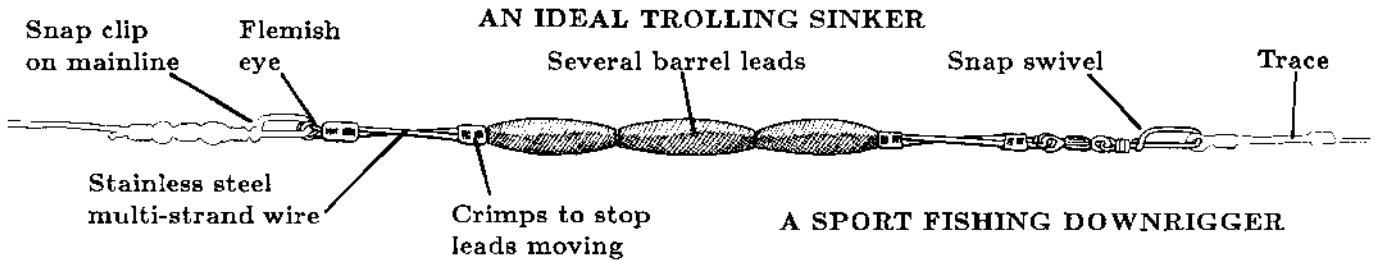 AN IDEAL TROLLING SINKER
Snap clip
on mainline
Flemish
eye
Several barrel leads
Snap swivel
Trace
Stainless steel
multi-strand wire
Crimps to stop
leads moving
A SPORT FISHING DOWNRIGGER